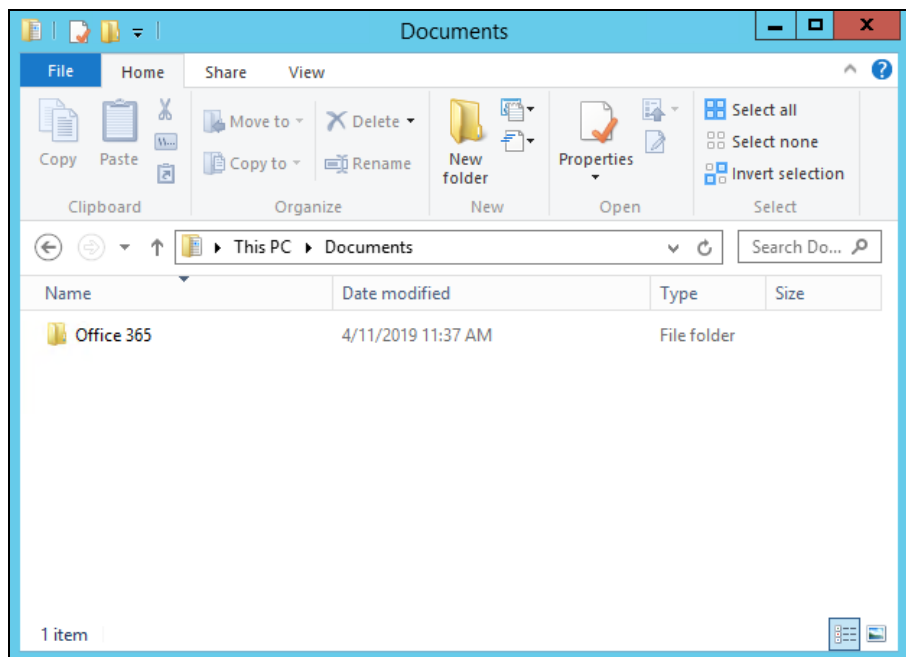 Documents
File Home Share View
Copy Paste Move to Copy to Delete Rename New folder Properties Select all Select none Invert selection
Clipboard Organize New Open Select
This PC Documents Search Do...
Name Date modified Type Size
Office 365 4/11/2019 11:37 AM File folder
1 item